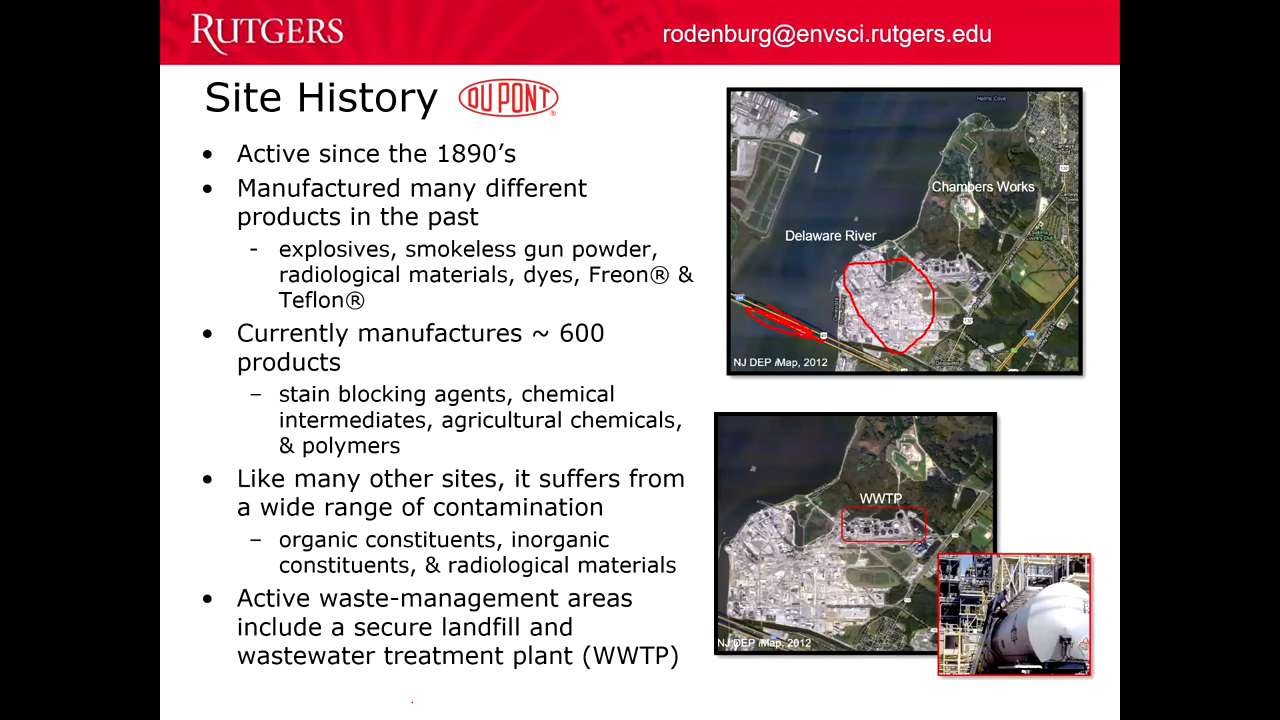 RUTGERS
rodenburg@envsci.rutgers.edu
Site History
DU PONT®
• Active since the 1890’s
• Manufactured many different
products in the past
- explosives, smokeless gun powder,
radiological materials, dyes, Freon® &
Teflon®
• Currently manufactures ~ 600
products
– stain blocking agents, chemical
intermediates, agricultural chemicals,
& polymers
• Like many other sites, it suffers from
a wide range of contamination
– organic constituents, inorganic
constituents, & radiological materials
• Active waste-management areas
include a secure landfill and
wastewater treatment plant (WWTP)
Chambers Works
Delaware River
NJ DEP iMap, 2012
WWTP
NJ DEP iMap, 2012